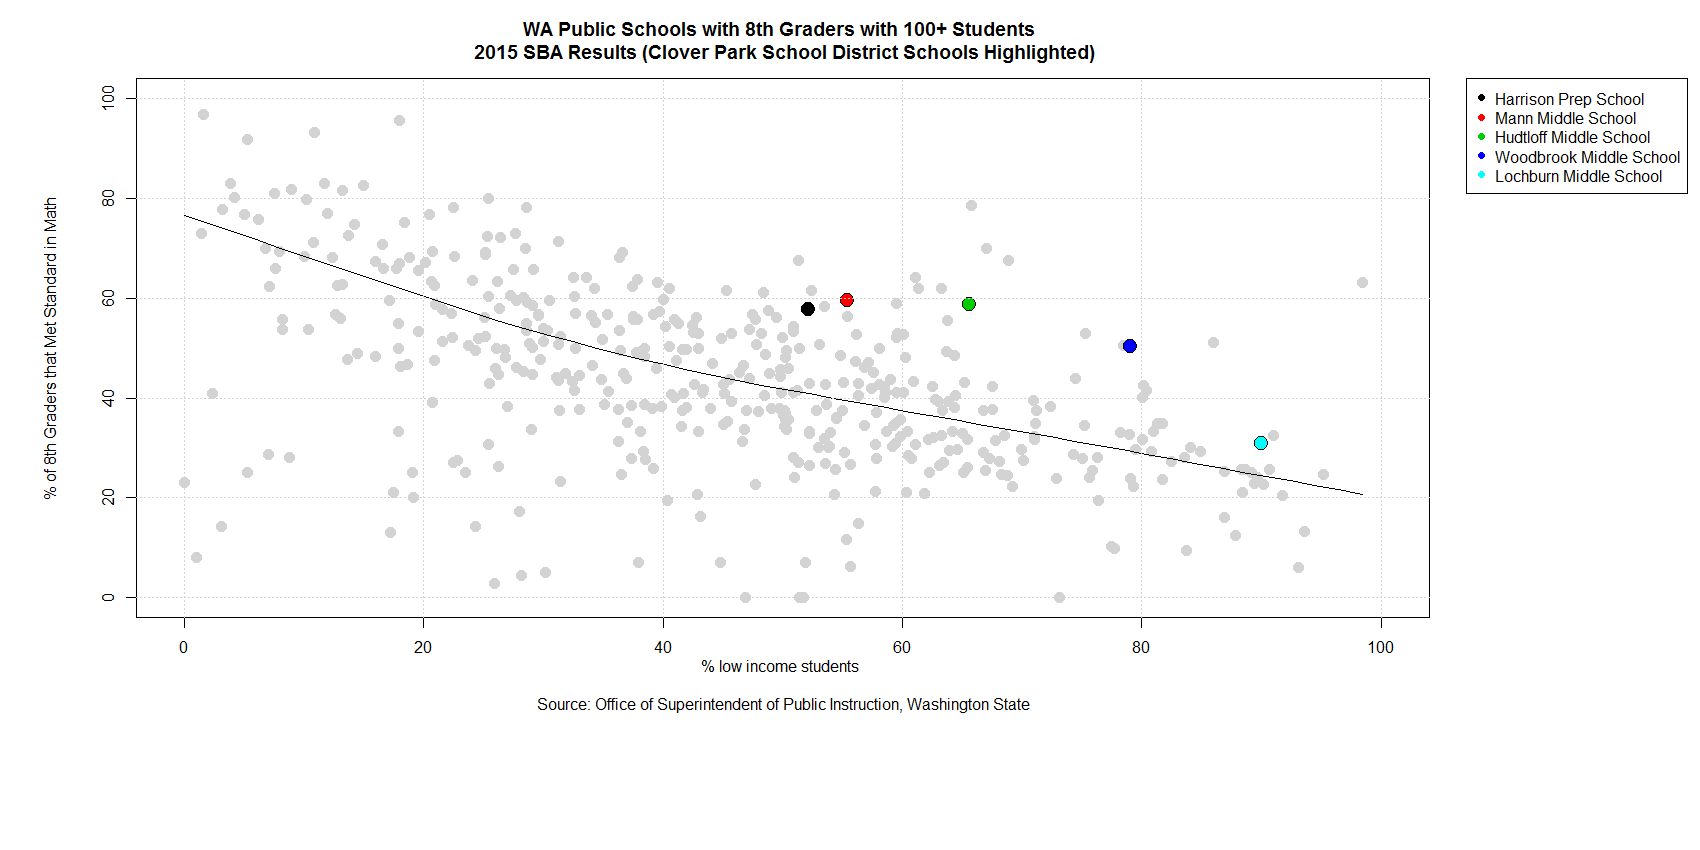 WA Public Schools with 8th Graders with 100+ Students
2015 SBA Results (Clover Park School District Schools Highlighted)
Harrison Prep School
Mann Middle School
Hudtloff Middle School
Woodbrook Middle School
Lochburn Middle School
% of 8th Graders that Met Standard in Math
100
80
60
40
20
0
0 20 40 60 80 100
% low income students
Source: Office of Superintendent of Public Instruction, Washington State